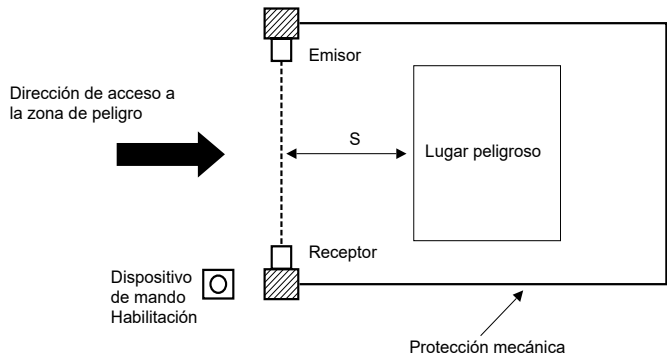 Emisor
Dirección de acceso a
la zona de peligro
S
Lugar peligroso
Receptor
Dispositivo
de mando
Habilitación
Protección mecánica